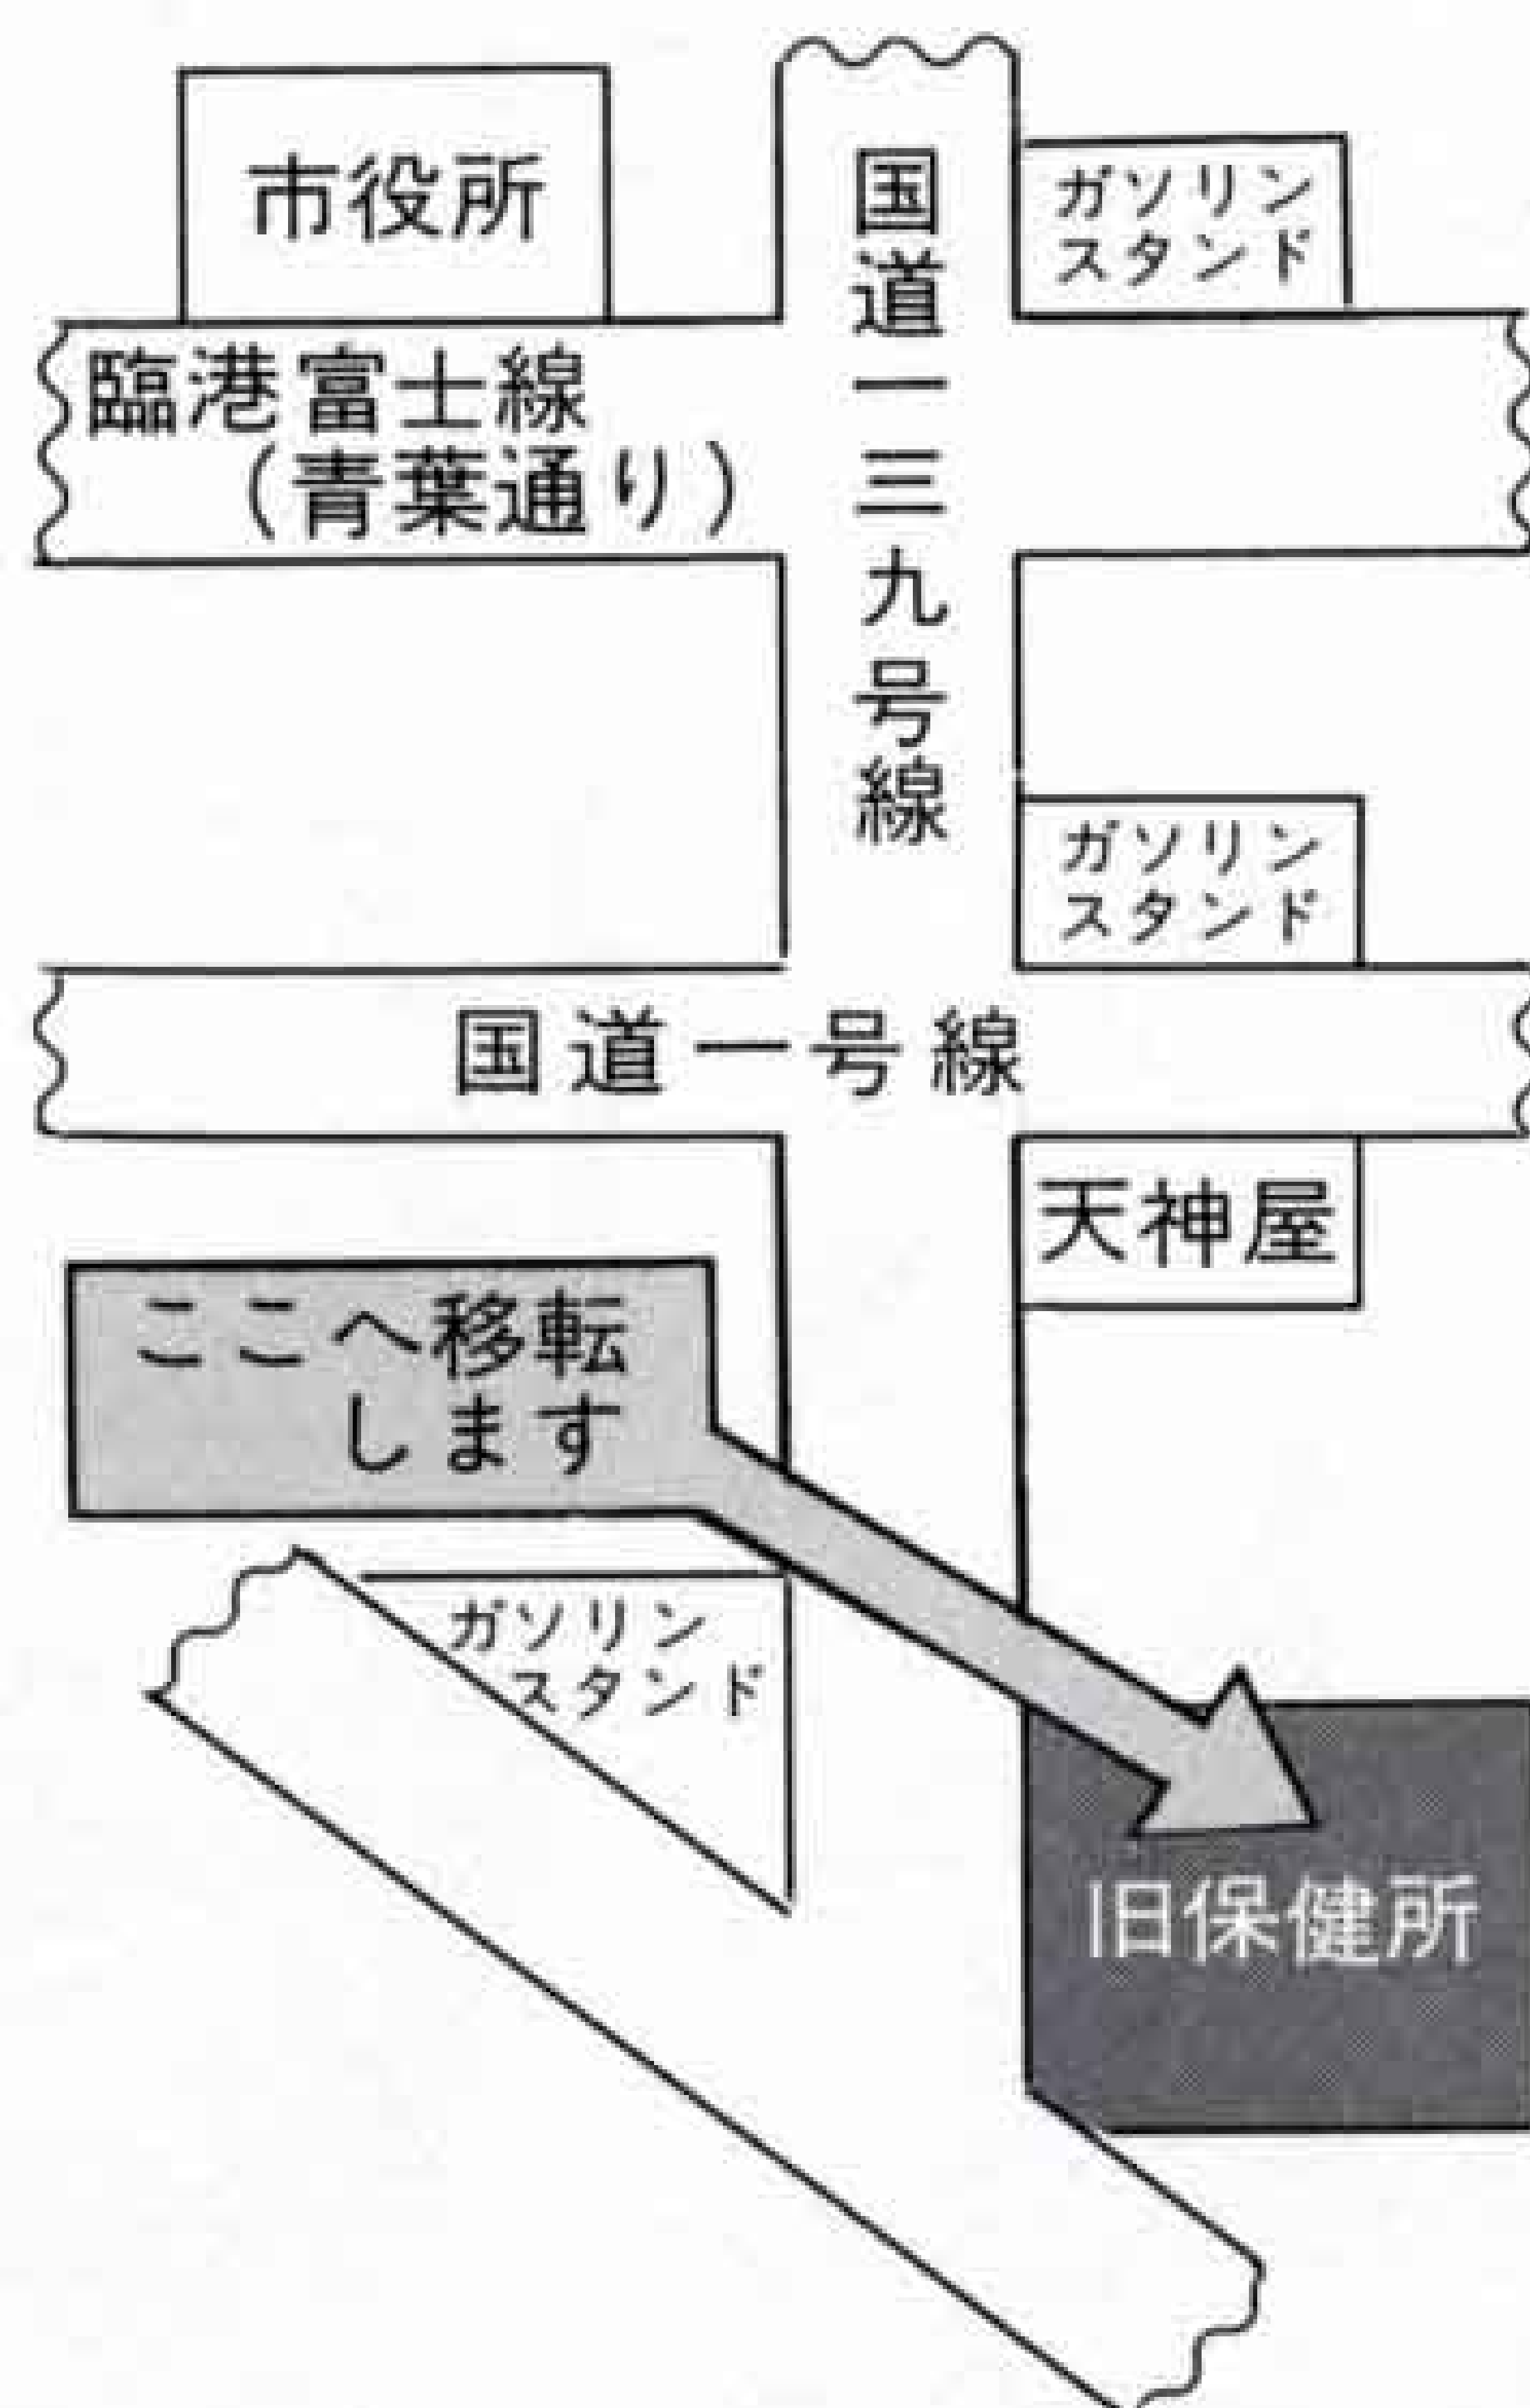 市役所
国道一三九号線
ガソリン
スタンド
臨港富士線
(青葉通り)
ガソリン
スタンド
国道一号線
天神屋
ここへ移転
します
ガソリン
スタンド
旧保健所